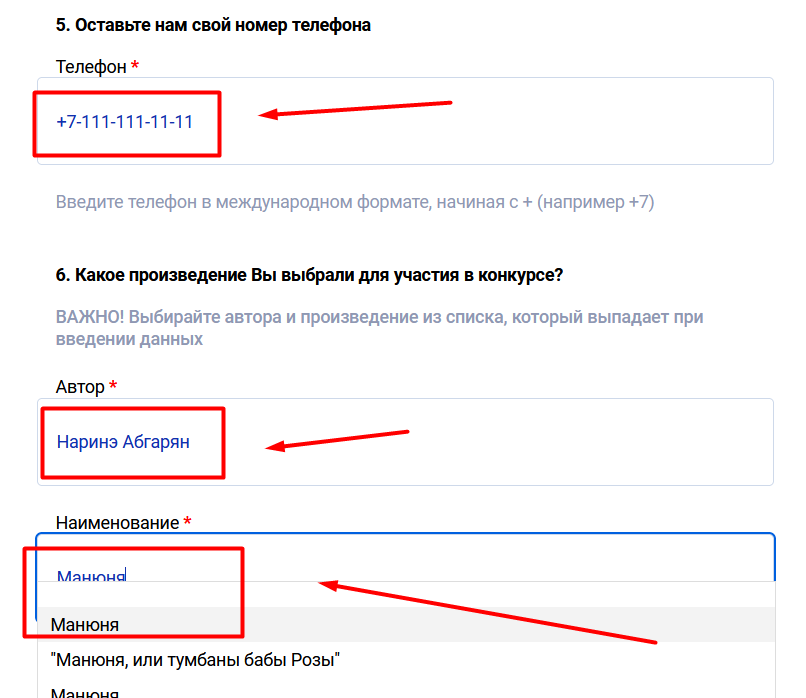 5. Оставьте нам свой номер телефона
Телефон *
+7-111-111-11-11
Введите телефон в международном формате, начиная с + (например +7)
6. Какое произведение Вы выбрали для участия в конкурсе?
ВАЖНО! Выбирайте автора и произведение из списка, который выпадает при
введении данных
Автор *
Наринэ Абгарян
Наименование *
Манюня
Манюня
"Манюня, или тумбаны бабы Розы"
Манюня